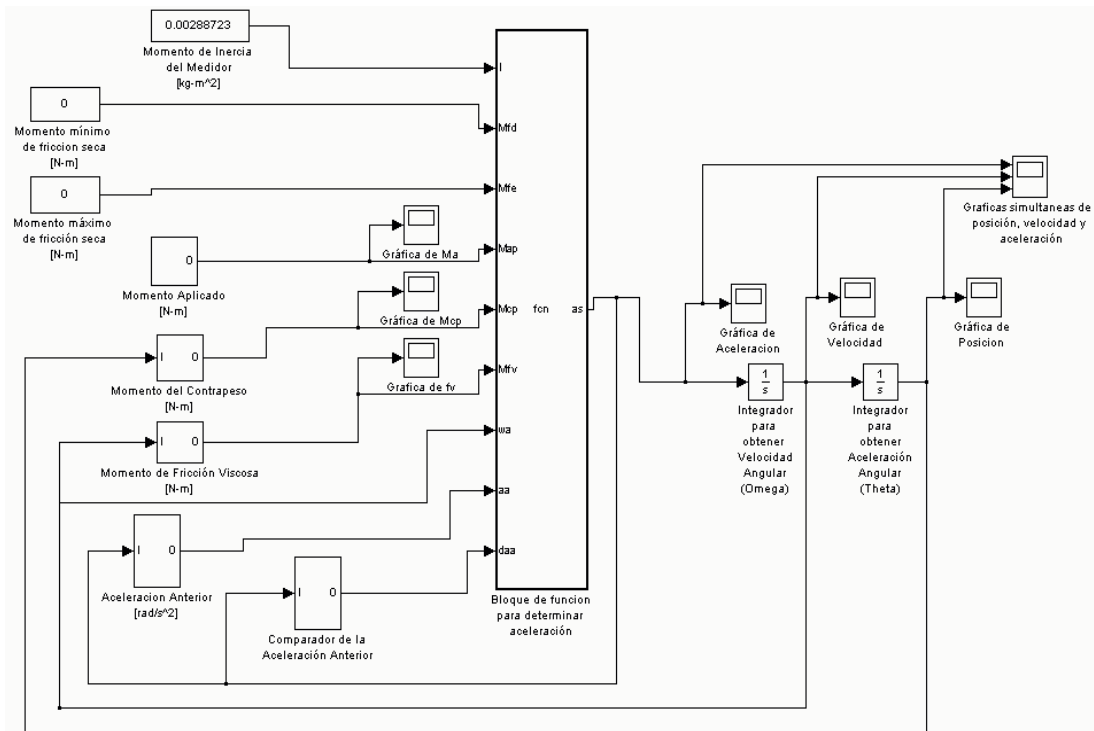 0.00288723
Momento de Inercia
del Medidor
[kg-m^2]
0
Momento mínimo
de friccion seca
[N-m]
0
Momento máximo
de fricción seca
[N-m]
0
Momento Aplicado
[N-m]
I 0
Momento del Contrapeso
[N-m]
I 0
Momento de Fricción Viscosa
[N-m]
I 0
Aceleracion Anterior
[rad/s^2]
I 0
Comparador de la
Aceleración Anterior
Gráfica de Ma
Gráfica de Mcp
Grafica de fv
I
Mfd
Mfe
Map
Mcp fcn as
Mfv
wa
aa
daa
Bloque de funcion
para determinar
aceleración
Gráfica de
Aceleracion
Gráfica de
Velocidad
Gráfica de
Posicion
Graficas simultaneas de
posición, velocidad y
aceleración
1
s
Integrador
para
obtener
Velocidad
Angular
(Omega)
1
s
Integrador
para
obtener
Aceleración
Angular
(Theta)